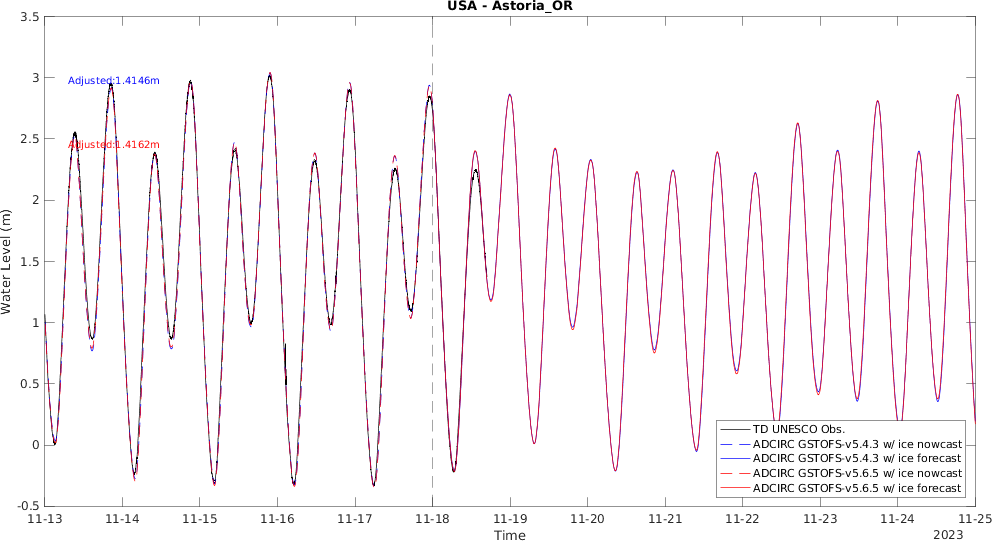 USA - Astoria_OR
3.5
3
2.5
2
1.5
1
0.5
0
-0.5
Water Level (m)
Adjusted:1.4146m
Adjusted:1.4162m
TD UNESCO Obs.
ADCIRC GSTOFS-v5.4.3 w/ ice nowcast
ADCIRC GSTOFS-v5.4.3 w/ ice forecast
ADCIRC GSTOFS-v5.6.5 w/ ice nowcast
ADCIRC GSTOFS-v5.6.5 w/ ice forecast
11-13 11-14 11-15 11-16 11-17 11-18 11-19 11-20 11-21 11-22 11-23 11-24 11-25
Time
2023